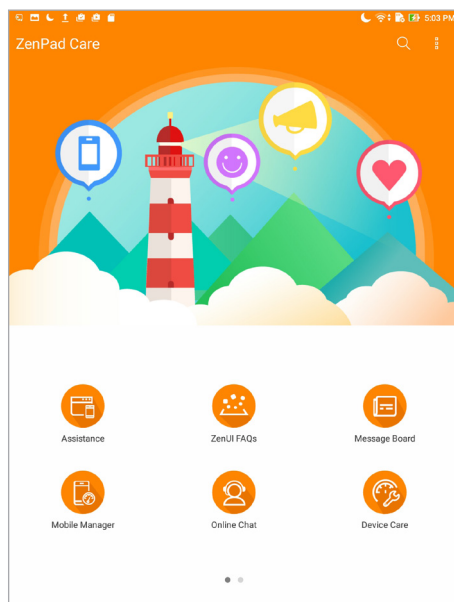 5:03 PM
ZenPad Care
Assistance
ZenUI FAQs
Message Board
Mobile Manager
Online Chat
Device Care